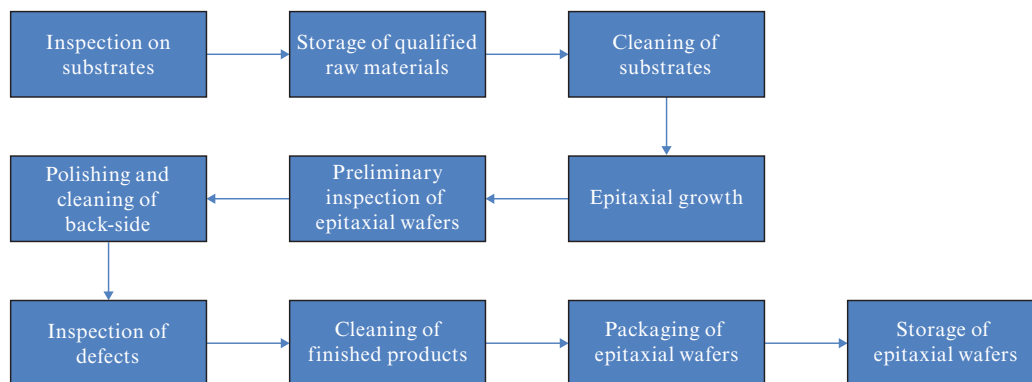 Inspection on
substrates
Storage of qualified
raw materials
Cleaning of
substrates
Polishing and
cleaning of
back-side
Preliminary
inspection of
epitaxial wafers
Epitaxial growth
Inspection of
defects
Cleaning of
finished products
Packaging of
epitaxial wafers
Storage of
epitaxial wafers